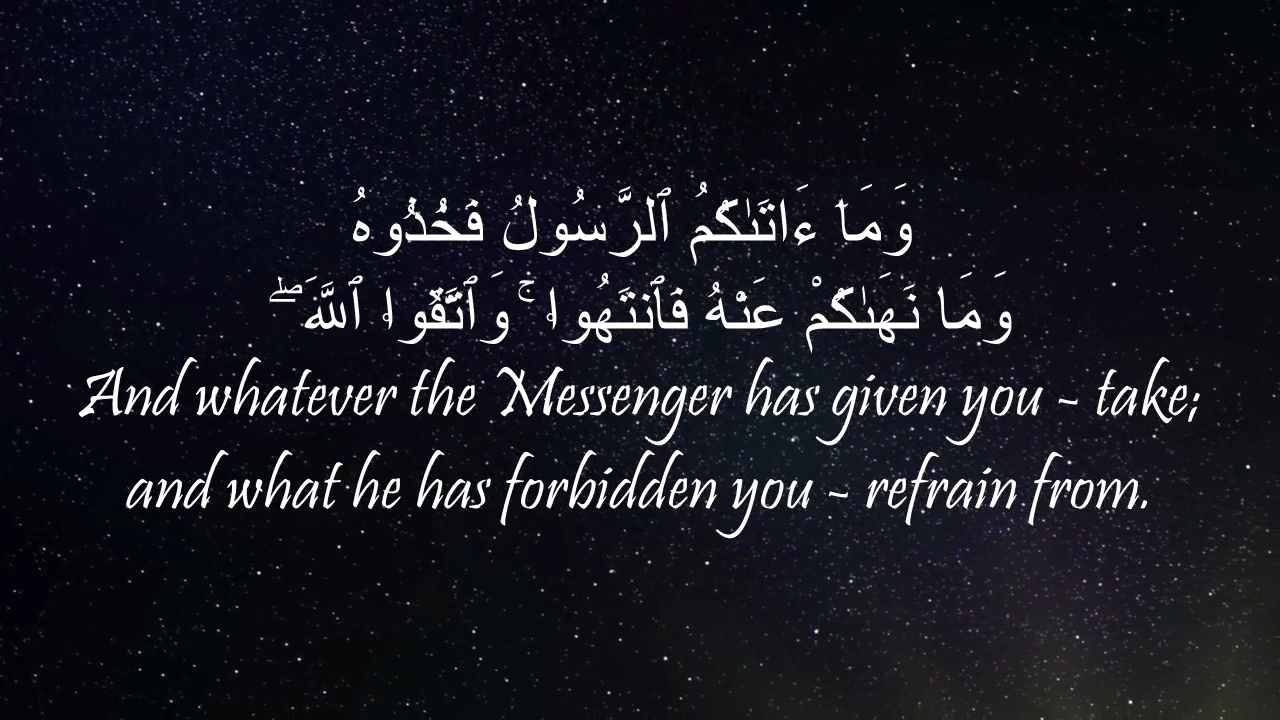 وَمَآ ءَاتَىٰكُمُ ٱلرَّسُولُ فَخُذُوهُ
وَمَا نَهَىٰكُمْ عَنْهُ فَٱنتَهُوا۟ ۚ وَٱتَّقُوا۟ ٱللَّهَ ۖ
And whatever the Messenger has given you - take;
and what he has forbidden you - refrain from.